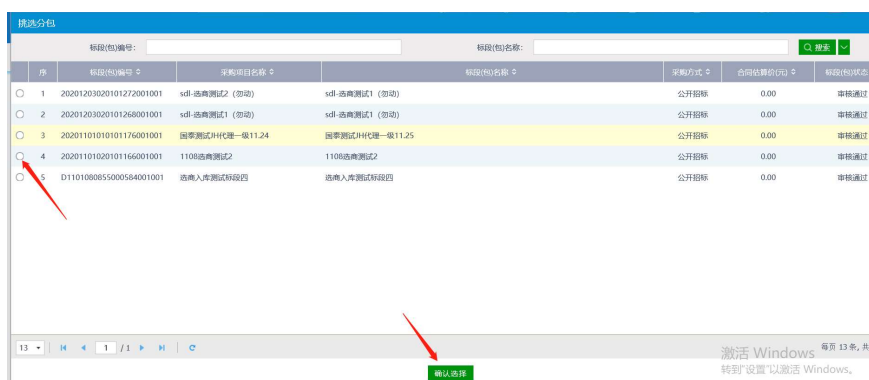 挑选分包
标段(包)编号: 标段(包)名称: 搜索
序 标段(包)编号 采购项目名称 标段(包)名称 采购方式 合同估算价(元) 标段(包)状态
1 20201203020101272001001 sdl-选商测试2 (勿动) sdl-选商测试1 (勿动) 公开招标 0.00 审核通过
2 20201203020101268001001 sdl-选商测试1 (勿动) sdl-选商测试1 (勿动) 公开招标 0.00 审核通过
3 20201101010101176001001 国泰测试JH代理一级11.24 国泰测试JH代理一级11.25 公开招标 0.00 审核通过
4 20201101020101166001001 1108选商测试2 1108选商测试2 公开招标 0.00 审核通过
5 D1101080855000584001001 选商入库测试标段四 选商入库测试标段四 公开招标 0.00 审核通过
13 1 / 1 每页 13 条, 共
激活 Windows
转到"设置"以激活 Windows。
确认选择